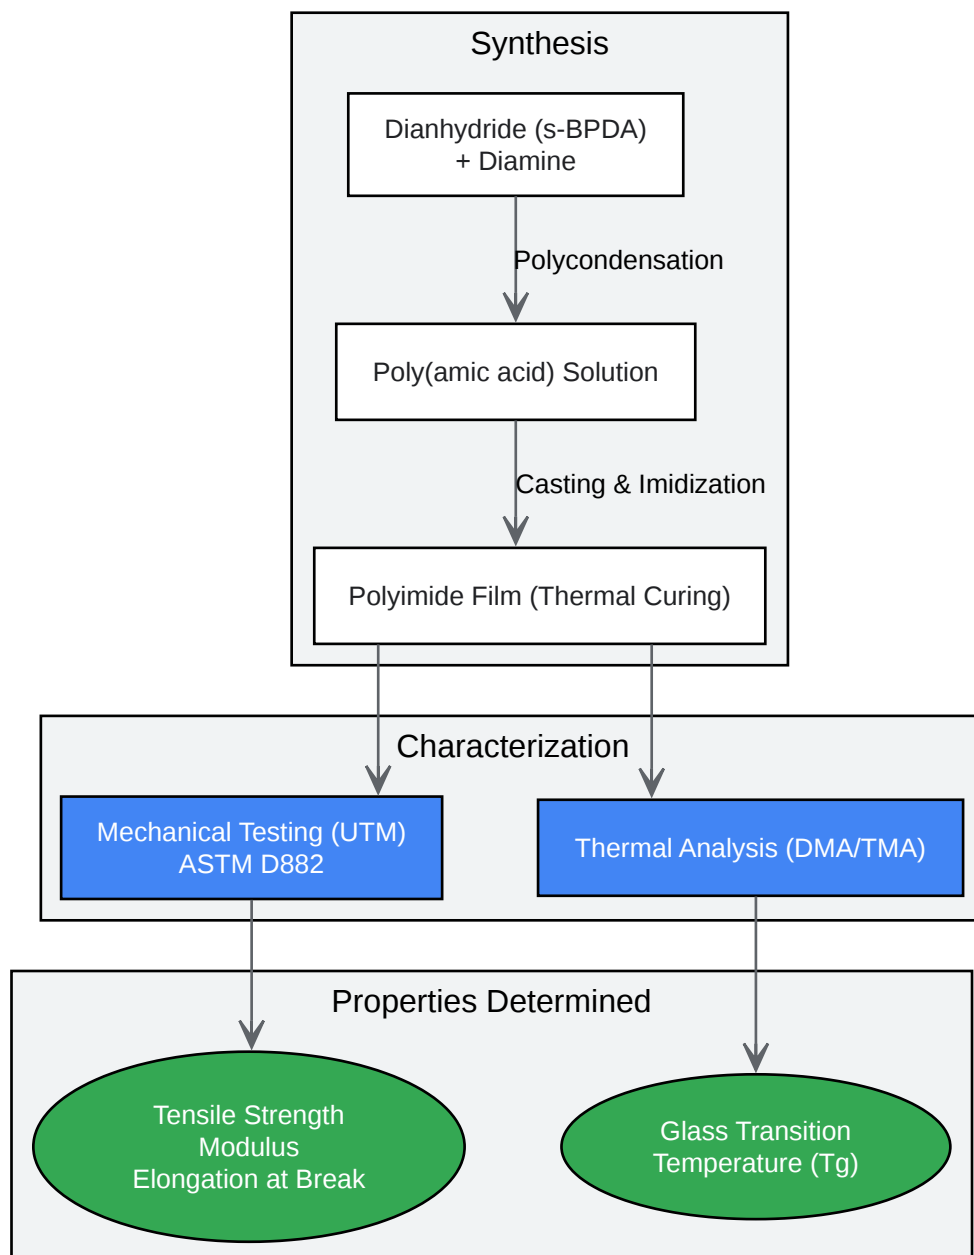 Synthesis
Dianhydride (s-BPDA)
+ Diamine
Polycondensation
Poly(amic acid) Solution
Casting & Imidization
Polyimide Film (Thermal Curing)
Characterization
Mechanical Testing (UTM)
ASTM D882
Thermal Analysis (DMA/TMA)
Properties Determined
Tensile Strength
Modulus
Elongation at Break
Glass Transition
Temperature (Tg)